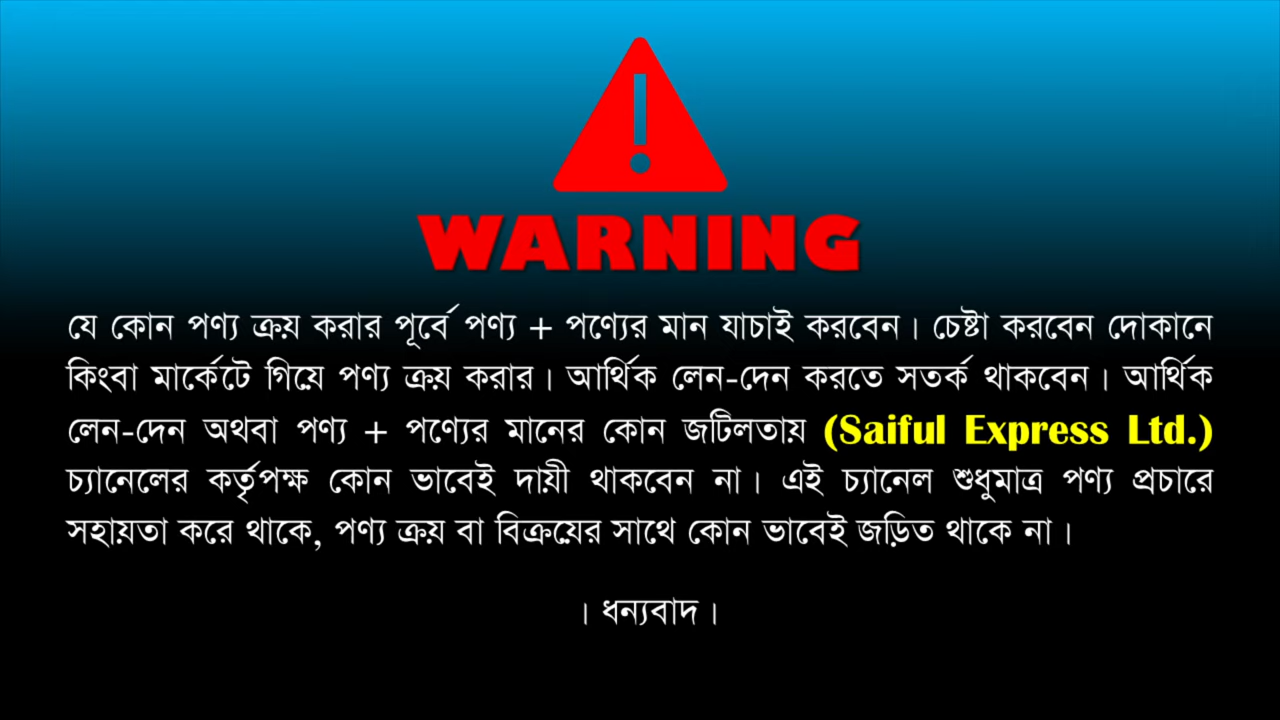 WARNING
যে কোন পণ্য ক্রয় করার পূর্বে পণ্য + পণ্যের মান যাচাই করবেন। চেষ্টা করবেন দোকানে
কিংবা মার্কেটে গিয়ে পণ্য ক্রয় করার। আর্থিক লেন-দেন করতে সতর্ক থাকবেন। আর্থিক
লেন-দেন অথবা পণ্য + পণ্যের মানের কোন জটিলতায় (Saiful Express Ltd.)
চ্যানেলের কর্তৃপক্ষ কোন ভাবেই দায়ী থাকবেন না। এই চ্যানেল শুধুমাত্র পণ্য প্রচারে
সহায়তা করে থাকে, পণ্য ক্রয় বা বিক্রয়ের সাথে কোন ভাবেই জড়িত থাকে না।
। ধন্যবাদ।